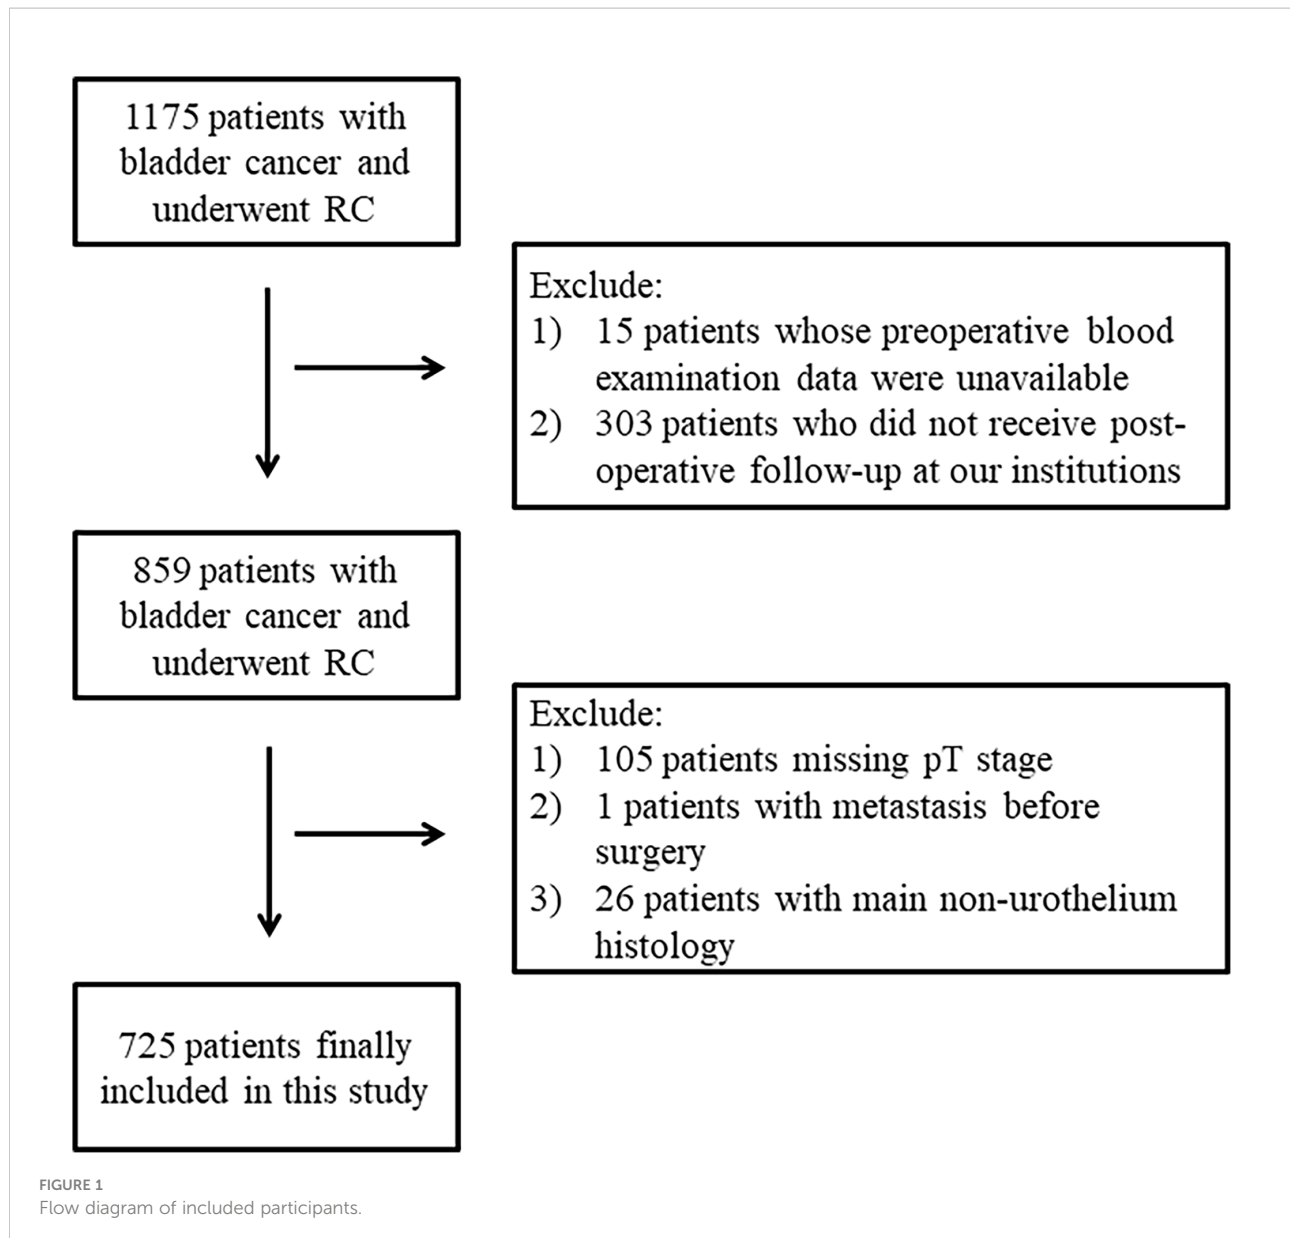 1175 patients with
bladder cancer and
underwent RC
Exclude:
1) 15 patients whose preoperative blood
examination data were unavailable
2) 303 patients who did not receive post-
operative follow-up at our institutions
859 patients with
bladder cancer and
underwent RC
Exclude:
1) 105 patients missing pT stage
2) 1 patients with metastasis before
surgery
3) 26 patients with main non-urothelium
histology
725 patients finally
included in this study
FIGURE 1
Flow diagram of included participants.